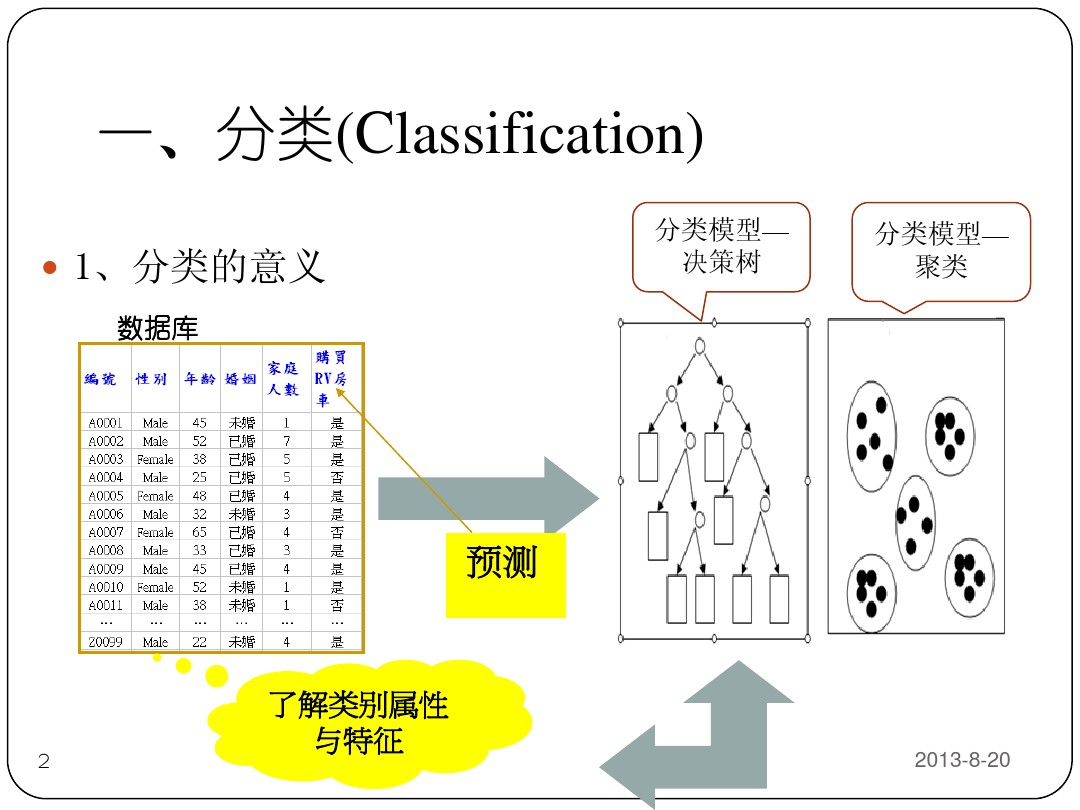 一、分类(Classification)
1、分类的意义
分类模型—
决策树
分类模型—
聚类
数据库
編號 性別 年齡 婚姻 家庭人數 購買RV房車
A0001 Male 45 未婚 1 是
A0002 Male 52 已婚 7 是
A0003 Female 38 已婚 5 是
A0004 Male 25 已婚 5 否
A0005 Female 48 已婚 4 是
A0006 Male 32 未婚 3 是
A0007 Female 65 已婚 4 否
A0008 Male 33 已婚 3 是
A0009 Male 45 已婚 4 是
A0010 Female 52 未婚 1 是
A0011 Male 38 未婚 1 否
... ... ... ... ... ...
20099 Male 22 未婚 4 是
预测
了解类别属性
与特征
2
2013-8-20